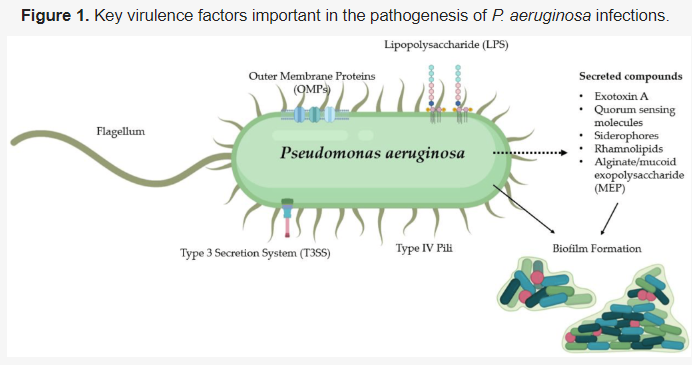 Figure 1. Key virulence factors important in the pathogenesis of P. aeruginosa infections.
Lipopolysaccharide (LPS)
Outer Membrane Proteins
(OMPs)
Secreted compounds
• Exotoxin A
• Quorum sensing
molecules
• Siderophores
• Rhamnolipids
• Alginate/mucoid
exopolysaccharide
(MEP)
Flagellum
Pseudomonas aeruginosa
Type 3 Secretion System (T3SS)
Type IV Pili
Biofilm Formation